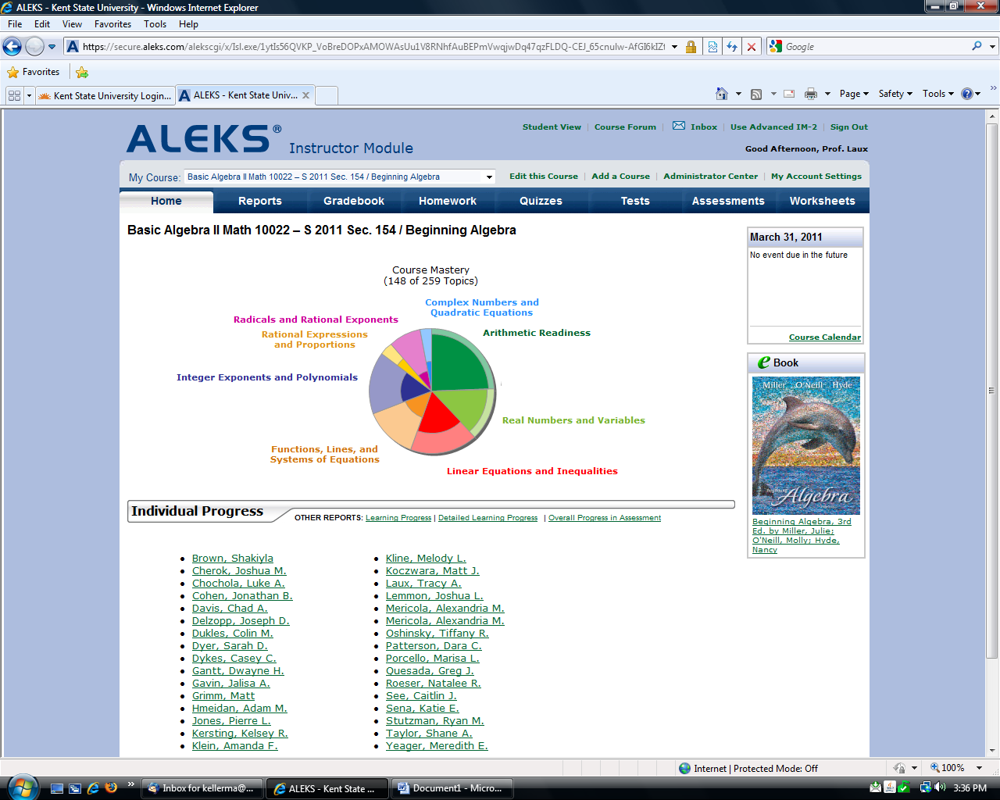 ALEKS - Kent State University - Windows Internet Explorer
File Edit View Favorites Tools Help
Google
Favorites
Kent State University Login... ALEKS - Kent State Univ... Page Safety Tools
ALEKS® Instructor Module
Student View | Course Forum | Inbox | Use Advanced IM-2 | Sign Out
Good Afternoon, Prof. Laux
My Course: Basic Algebra II Math 10022 – S 2011 Sec. 154 / Beginning Algebra
Edit this Course | Add a Course | Administrator Center | My Account Settings
Home Reports Gradebook Homework Quizzes Tests Assessments Worksheets
Basic Algebra II Math 10022 – S 2011 Sec. 154 / Beginning Algebra
Course Mastery
(148 of 259 Topics)
Complex Numbers and
Quadratic Equations
Radicals and Rational Exponents
Arithmetic Readiness
Rational Expressions
and Proportions
Integer Exponents and Polynomials
Real Numbers and Variables
Functions, Lines, and
Systems of Equations
Linear Equations and Inequalities
March 31, 2011
No event due in the future
Course Calendar
e Book
Miller O'Neill Hyde
Algebra
Beginning Algebra, 3rd
Ed. by Miller, Julie;
O'Neill, Molly; Hyde,
Nancy
Individual Progress
OTHER REPORTS: Learning Progress | Detailed Learning Progress | Overall Progress in Assessment
Brown, Shakiyla
Cherok, Joshua M.
Chochola, Luke A.
Cohen, Jonathan B.
Davis, Chad A.
Delzopp, Joseph D.
Dukles, Colin M.
Dyer, Sarah D.
Dykes, Casey C.
Gantt, Dwayne H.
Gavin, Jalisa A.
Grimm, Matt
Hmeidan, Adam M.
Jones, Pierre L.
Kersting, Kelsey R.
Klein, Amanda F.
Kline, Melody L.
Koczwara, Matt J.
Laux, Tracy A.
Lemmon, Joshua L.
Mericola, Alexandria M.
Mericola, Alexandria M.
Oshinsky, Tiffany R.
Patterson, Dara C.
Porcello, Marisa L.
Quesada, Greg J.
Roeser, Natalee R.
See, Caitlin J.
Sena, Katie E.
Stutzman, Ryan M.
Taylor, Shane A.
Yeager, Meredith E.
Internet | Protected Mode: Off 100%
Inbox for kellerma@... ALEKS - Kent State ... Document1 - Micro... 3:36 PM